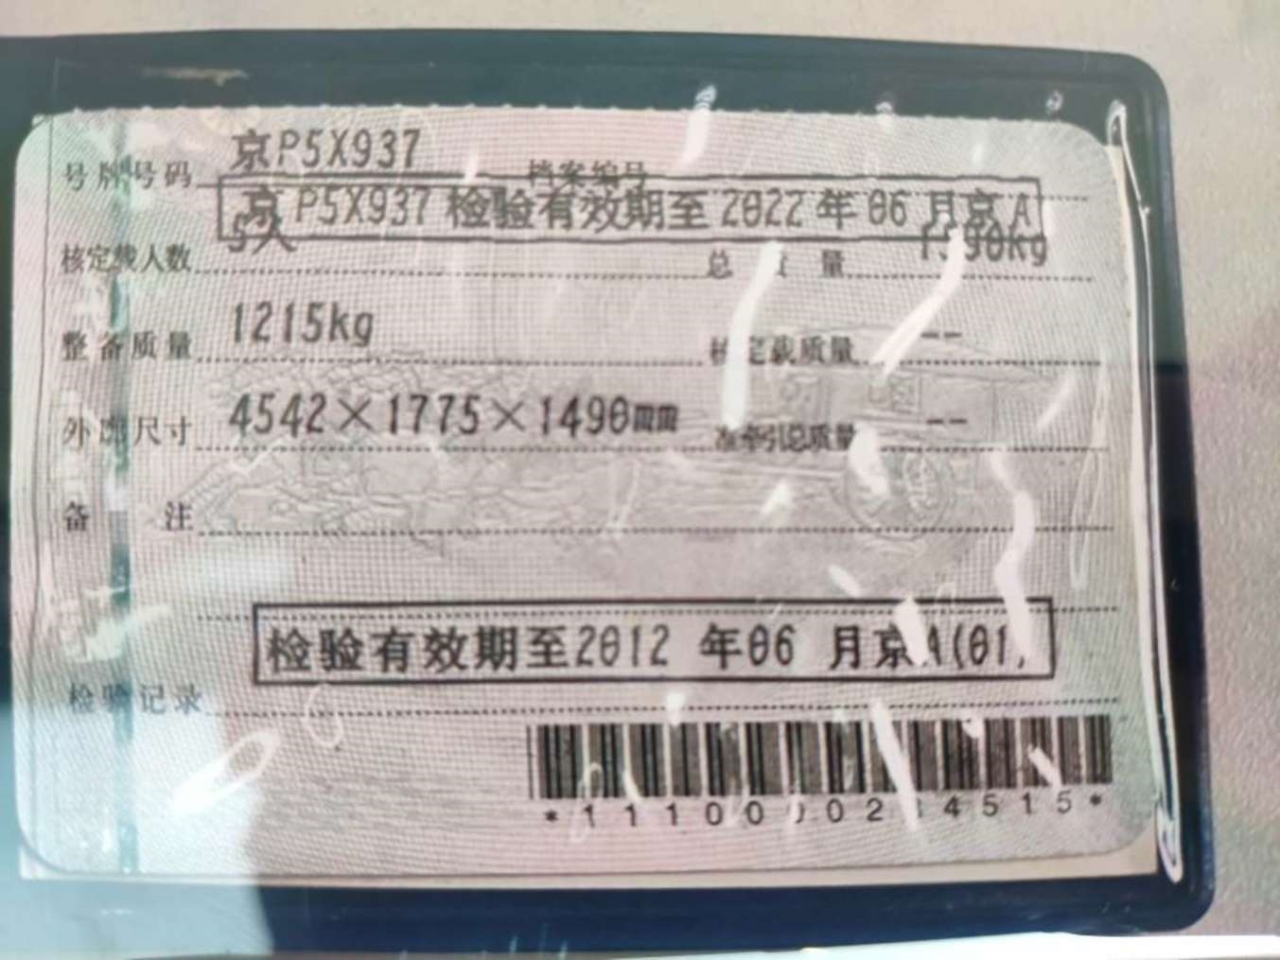 号牌号码 京P5X937 档案编号
京P5X937 检验有效期至2022年06月京A
核定载人数 5人 总质量 1590kg
整备质量 1215kg 核定载质量 --
外廓尺寸 4542×1775×1490mm 准牵引总质量 --
备注
检验有效期至2012 年06 月京A(01)
检验记录